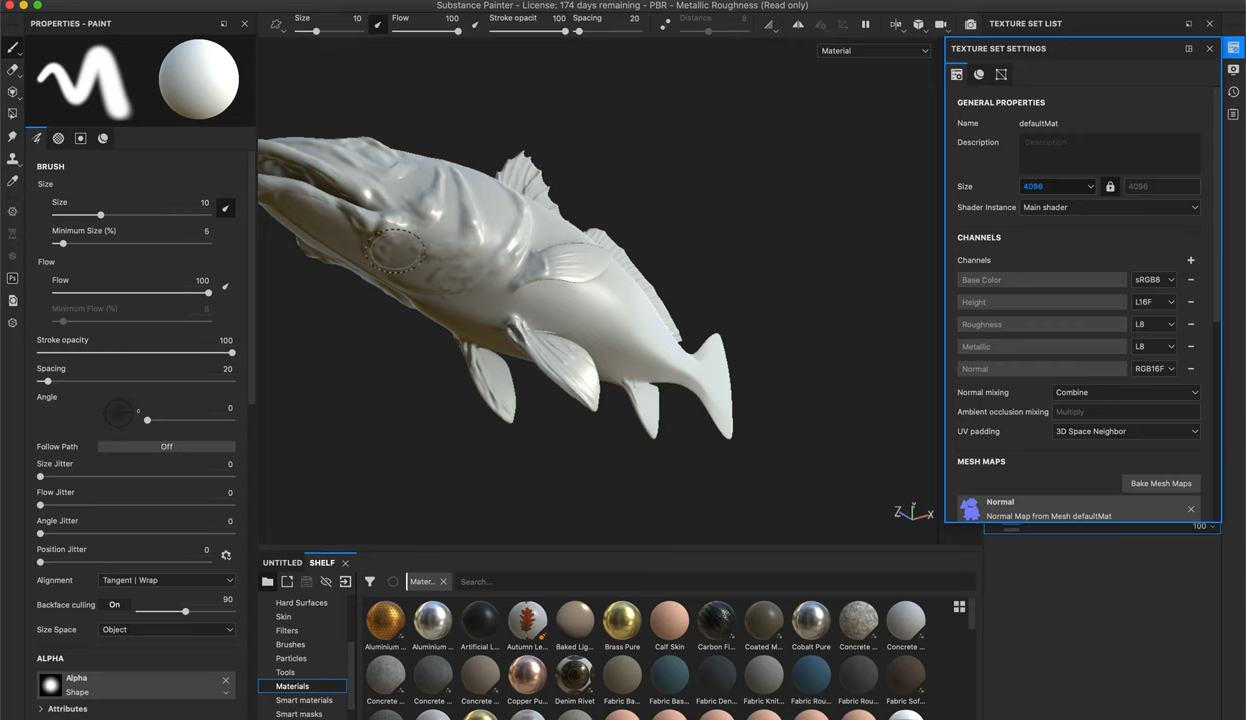 Substance Painter - License: 174 days remaining - PBR - Metallic Roughness (Read only)
PROPERTIES - PAINT
Size 10
Flow 100
Stroke opacity 100
Spacing 20
Distance 8
TEXTURE SET LIST
Material
TEXTURE SET SETTINGS
BRUSH
Size
Size 10
Minimum Size (%) 5
Flow
Flow 100
Minimum Flow (%) 5
Stroke opacity 100
Spacing 20
Angle
0
0
Follow Path Off
Size Jitter 0
Flow Jitter 0
Angle Jitter 0
Position Jitter 0
Alignment Tangent | Wrap
Backface culling On 90
Size Space Object
ALPHA
Alpha
Shape
Attributes
Ps
GENERAL PROPERTIES
Name defaultMat
Description Description
Size 4096 4096
Shader Instance Main shader
CHANNELS
Channels
Base Color sRGB8
Height L16F
Roughness L8
Metallic L8
Normal RGB16F
Normal mixing Combine
Ambient occlusion mixing Multiply
UV padding 3D Space Neighbor
MESH MAPS
Bake Mesh Maps
Normal
Normal Map from Mesh defaultMat
100
Z Y X
UNTITLED SHELF
Mater... Search...
Hard Surfaces
Skin
Filters
Brushes
Particles
Tools
Materials
Smart materials
Smart masks
Aluminium ... Aluminium ... Artificial L... Autumn Le... Baked Lig... Brass Pure Calf Skin Carbon Fi... Coated M... Cobalt Pure Concrete ... Concrete ...
Concrete ... Concrete ... Concrete ... Copper Pu... Denim Rivet Fabric Ba... Fabric Bas... Fabric Den... Fabric Knit... Fabric Rou... Fabric Rou... Fabric Sof...